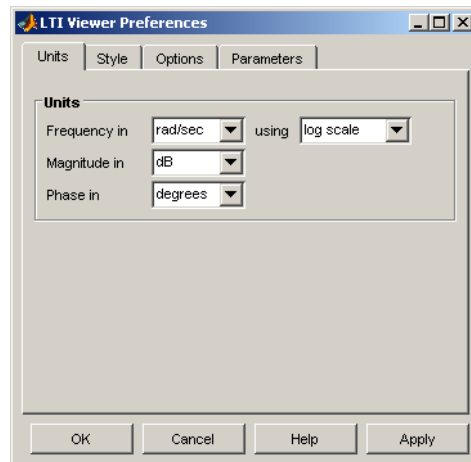 LTI Viewer Preferences
Units Style Options Parameters
Units
Frequency in rad/sec using log scale
Magnitude in dB
Phase in degrees
OK Cancel Help Apply